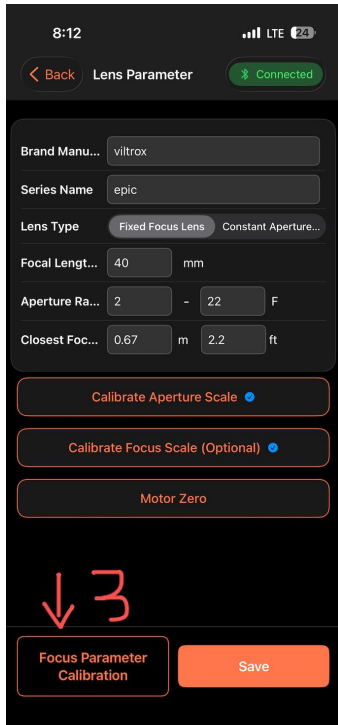 8:12 LTE 24
Back Lens Parameter Connected
Brand Manu... viltrox
Series Name epic
Lens Type Fixed Focus Lens Constant Aperture...
Focal Lengt... 40 mm
Aperture Ra... 2 - 22 F
Closest Foc... 0.67 m 2.2 ft
Calibrate Aperture Scale
Calibrate Focus Scale (Optional)
Motor Zero
3
Focus Parameter
Calibration
Save